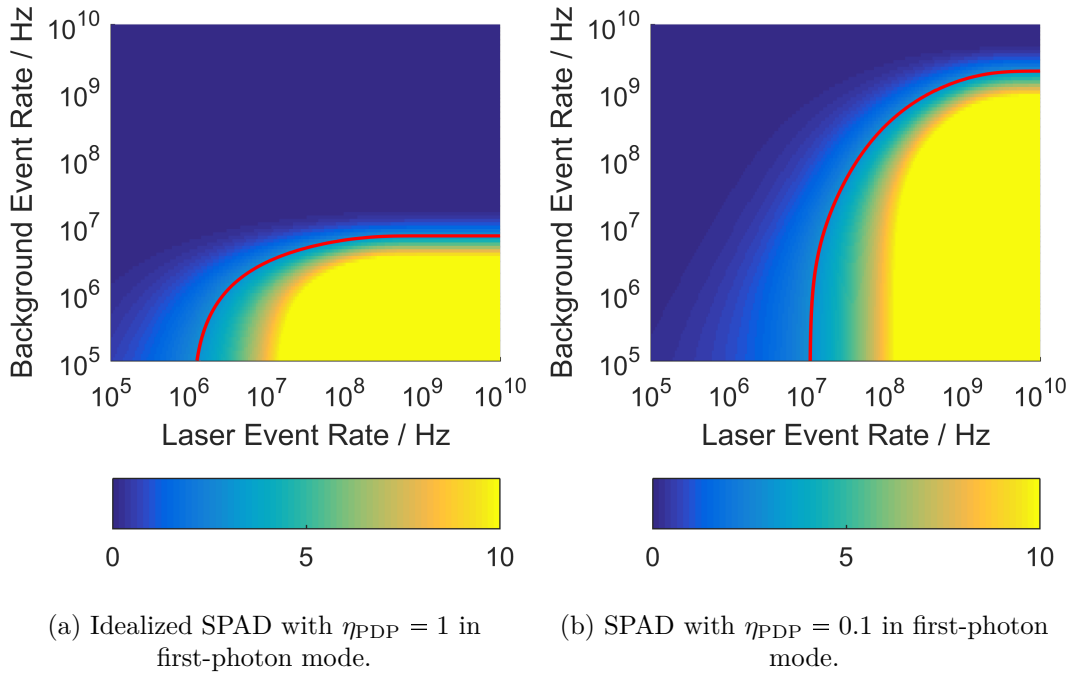 Background Event Rate / Hz
10^10
10^9
10^8
10^7
10^6
10^5
10^5 10^6 10^7 10^8 10^9 10^10
Laser Event Rate / Hz
0 5 10
(a) Idealized SPAD with η_PDP = 1 in
first-photon mode.
Background Event Rate / Hz
10^10
10^9
10^8
10^7
10^6
10^5
10^5 10^6 10^7 10^8 10^9 10^10
Laser Event Rate / Hz
0 5 10
(b) SPAD with η_PDP = 0.1 in first-photon
mode.